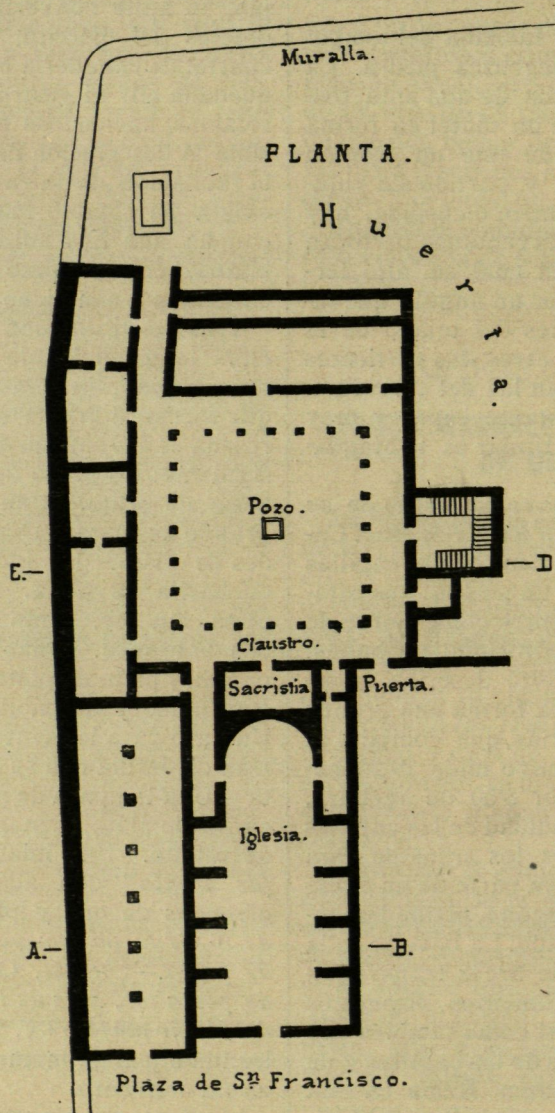 Muralla.
PLANTA.
Huerta.
Pozo.
E.
D
Claustro.
Sacristia
Puerta.
Iglesia.
A.
B.
Plaza de Sn. Francisco.